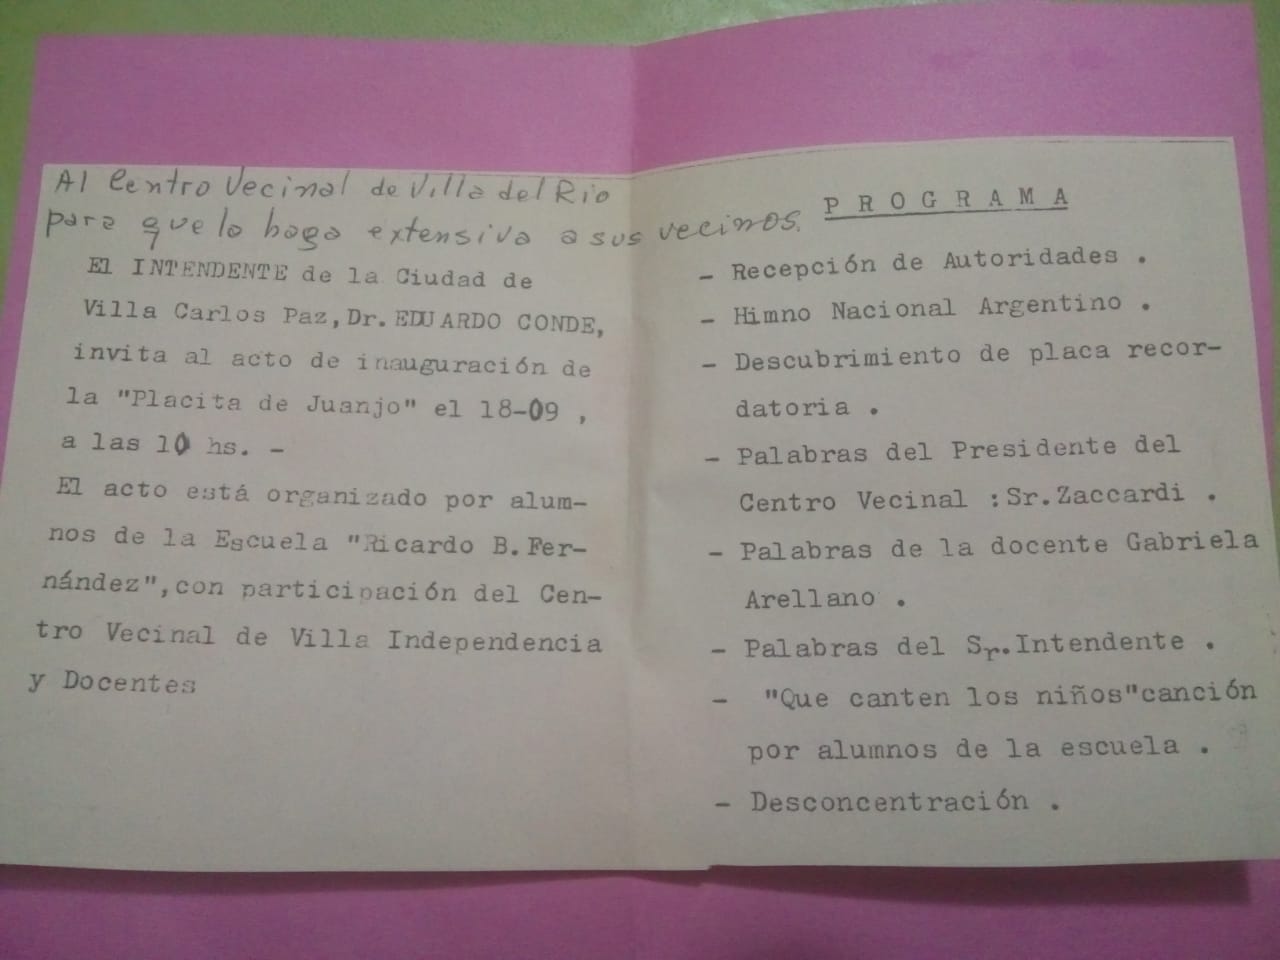 Al Centro Vecinal de Villa del Rio
para que lo haga extensiva a sus vecinos.
El INTENDENTE de la Ciudad de
Villa Carlos Paz, Dr. EDUARDO CONDE,
invita al acto de inauguración de
la "Placita de Juanjo" el 18-09 ,
a las 10 hs. -
El acto está organizado por alum-
nos de la Escuela "Ricardo B. Fer-
nández", con participación del Cen-
tro Vecinal de Villa Independencia
y Docentes
P R O G R A M A
- Recepción de Autoridades .
- Himno Nacional Argentino .
- Descubrimiento de placa recor-
datoria .
- Palabras del Presidente del
Centro Vecinal : Sr. Zaccardi .
- Palabras de la docente Gabriela
Arellano .
- Palabras del Sr. Intendente .
- "Que canten los niños" canción
por alumnos de la escuela .
- Desconcentración .